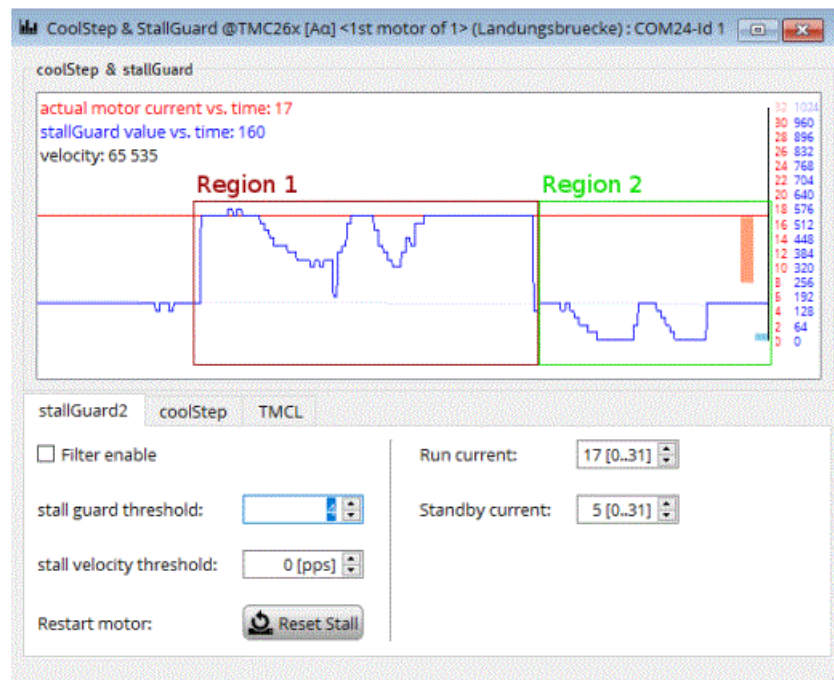 CoolStep & StallGuard @TMC26x [Aα] <1st motor of 1> (Landungsbruecke) : COM24-Id 1
coolStep & stallGuard
actual motor current vs. time: 17
stallGuard value vs. time: 160
velocity: 65 535
Region 1
Region 2
32 1024
30 960
28 896
26 832
24 768
22 704
20 640
18 576
16 512
14 448
12 384
10 320
8 256
6 192
4 128
2 64
0 0
stallGuard2 coolStep TMCL
Filter enable
Run current: 17 [0..31]
stall guard threshold: 4
Standby current: 5 [0..31]
stall velocity threshold: 0 [pps]
Restart motor: Reset Stall